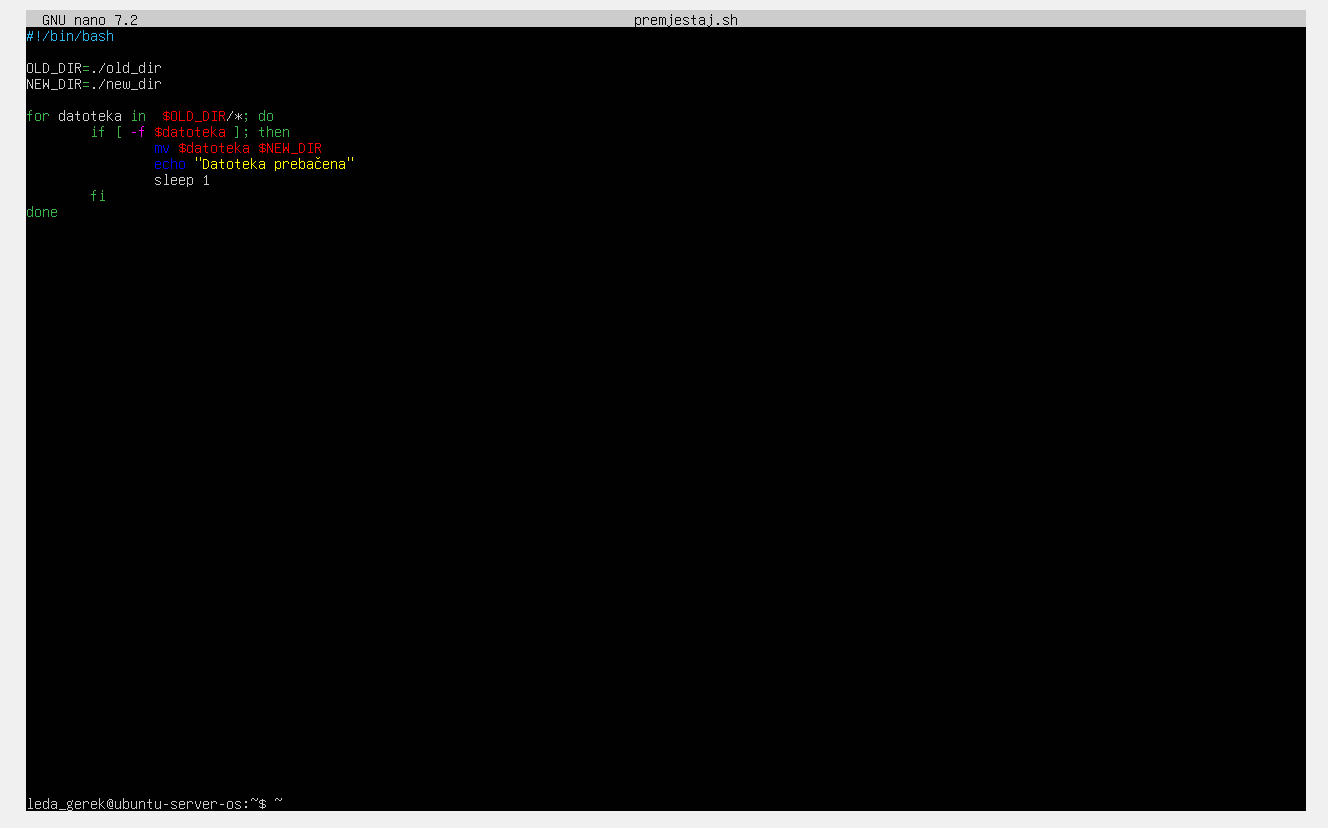 GNU nano 7.2 premjestaj.sh
#!/bin/bash
OLD_DIR=./old_dir
NEW_DIR=./new_dir
for datoteka in  $OLD_DIR/*; do
        if [ -f $datoteka ]; then
                mv $datoteka $NEW_DIR
                echo "Datoteka prebačena"
                sleep 1
        fi
done
leda_gerek@ubuntu-server-os:~$ ~